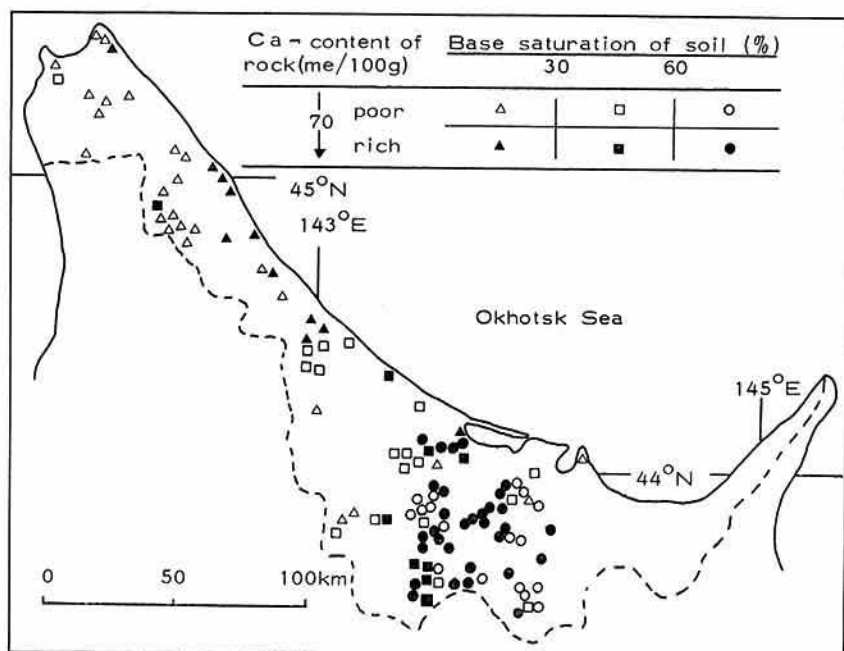 Ca-content of rock(me/100g)
Base saturation of soil (%)
30 60
70
poor
rich
45°N
143°E
Okhotsk Sea
145°E
44°N
0 50 100km